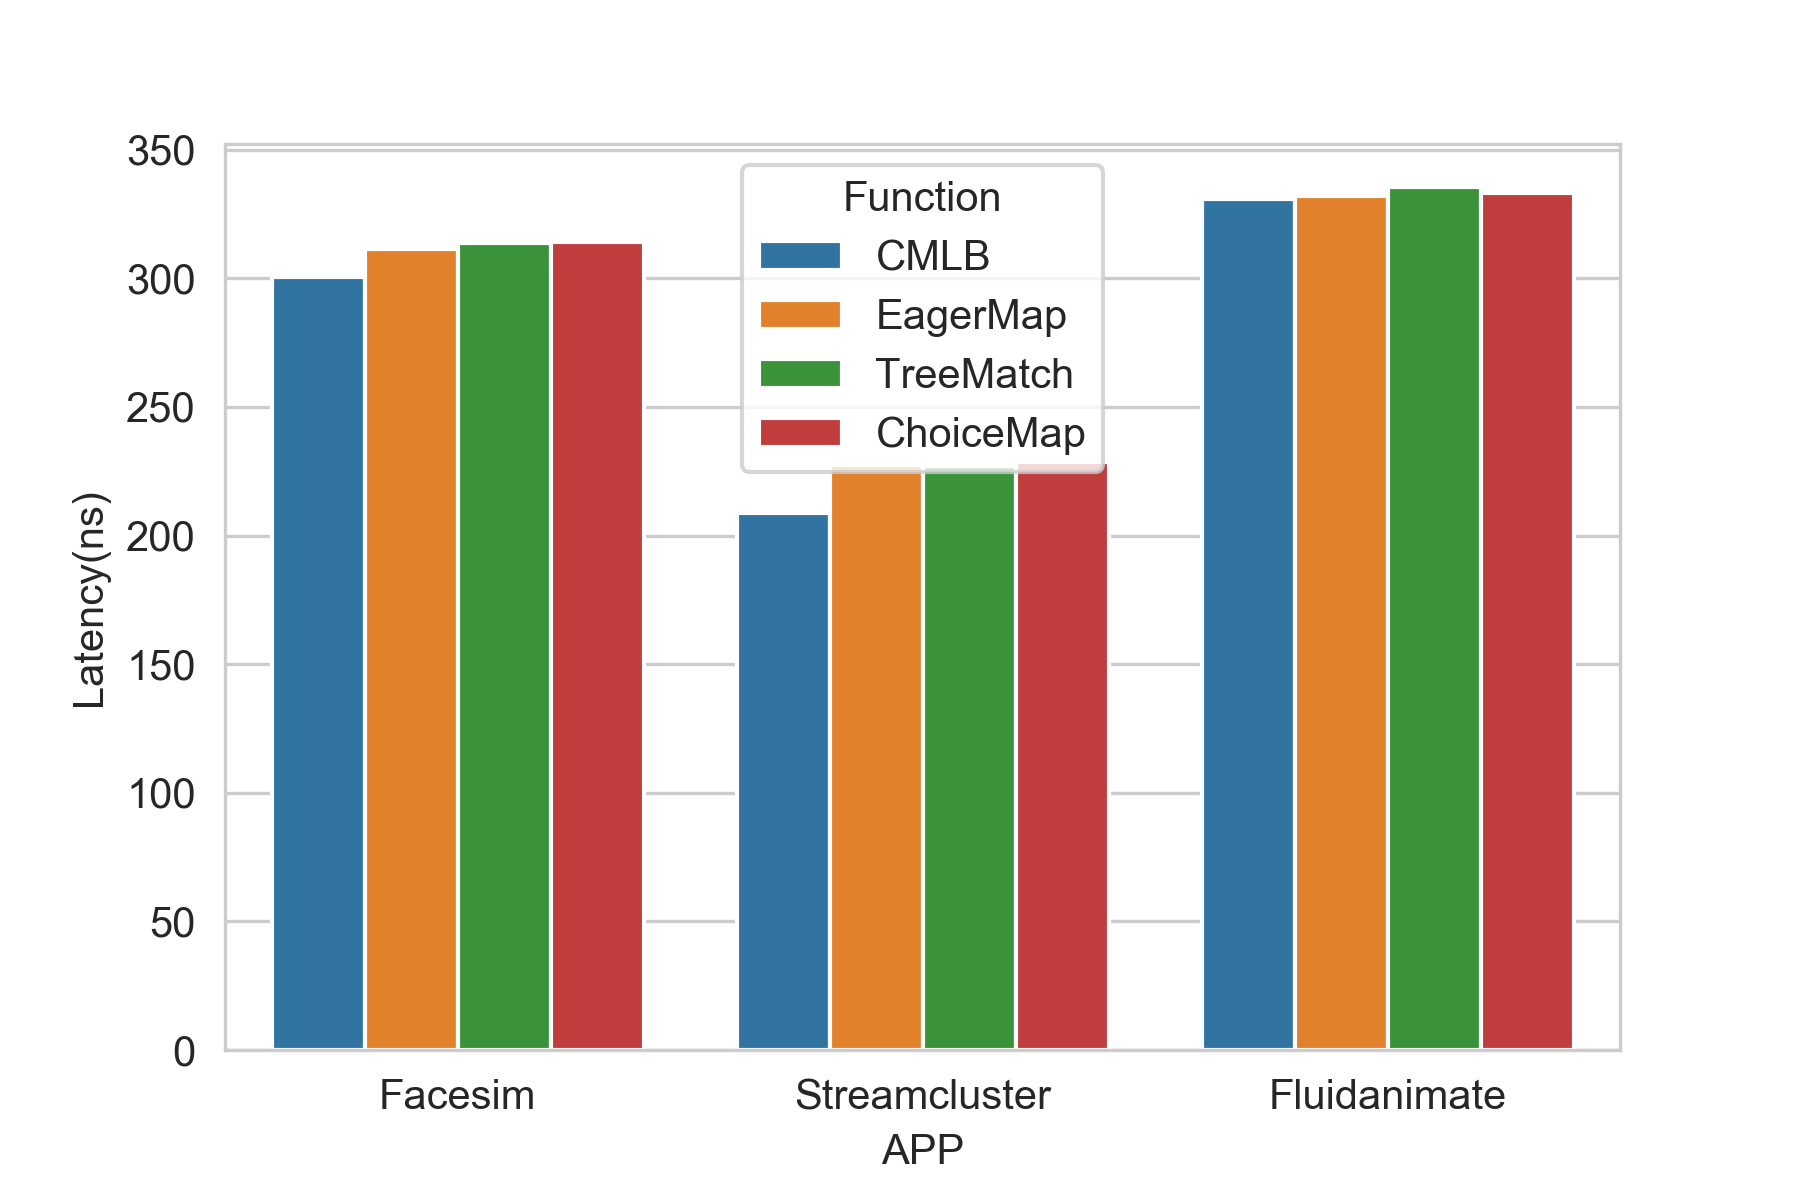 350
300
250
200
150
100
50
0
Latency(ns)
Function
CMLB
EagerMap
TreeMatch
ChoiceMap
Facesim
Streamcluster
Fluidanimate
APP